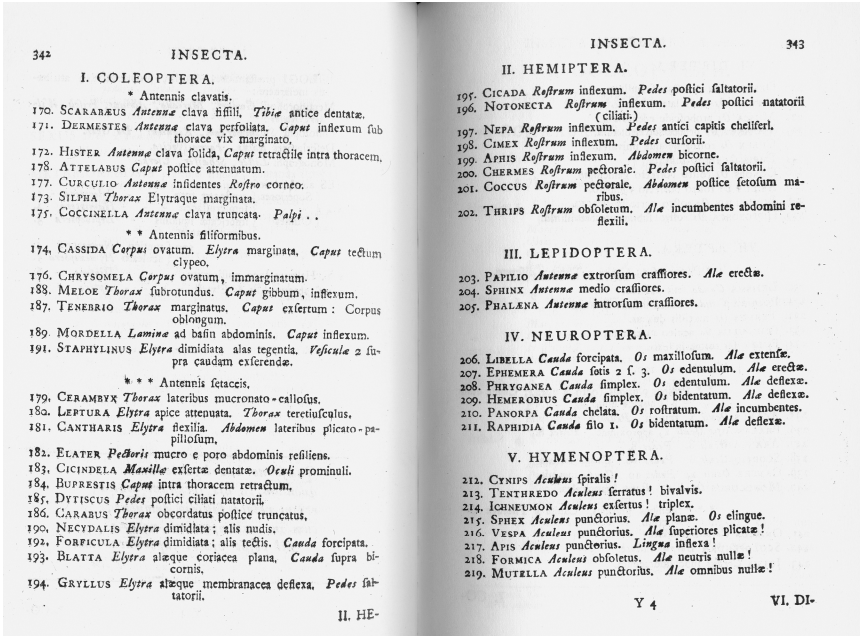 342 INSECTA.
I. COLEOPTERA.
* Antennis clavatis.
170. SCARABÆUS Antennæ clava fiſſili, Tibiæ antice dentatæ.
171. DERMESTES Antennæ clava perfoliata. Caput inflexum ſub
thorace vix marginato.
172. HISTER Antennæ clava ſolida, Caput retractile intra thoracem.
178. ATTELABUS Caput poſtice attenuatum.
177. CURCULIO Antennæ inſidentes Roſtro corneo.
173. SILPHA Thorax Elytraque marginata.
175. COCCINELLA Antennæ clava truncata. Palpi . .
* * Antennis filiformibus.
174. CASSIDA Corpus ovatum. Elytra marginata. Caput tectum
clypeo.
176. CHRYSOMELA Corpus ovatum, immarginatum.
188. MELOE Thorax ſubrotundus. Caput gibbum, inflexum.
187. TENEBRIO Thorax marginatus. Caput exſertum : Corpus
oblongum.
189. MORDELLA Laminæ ad baſin abdominis. Caput inflexum.
191. STAPHYLINUS Elytra dimidiata alas tegentia. Veſiculæ 2 ſu-
pra caudam exſerendæ.
* * * Antennis ſetaceis.
179. CERAMBYX Thorax lateribus mucronato-calloſus.
180. LEPTURA Elytra apice attenuata. Thorax teretiuſculus.
181. CANTHARIS Elytra flexilia. Abdomen lateribus plicato-pa-
pilloſum.
182. ELATER Pectoris mucro e poro abdominis reſiliens.
183. CICINDELA Maxillæ exſertæ dentatæ. Oculi prominuli.
184. BUPRESTIS Caput intra thoracem retractum.
185. DYTISCUS Pedes poſtici ciliati natatorii.
186. CARABUS Thorax obcordatus poſtice truncatus.
190. NECYDALIS Elytra dimidiata ; alis nudis.
192. FORFICULA Elytra dimidiata ; alis tectis. Cauda forcipata.
193. BLATTA Elytra alæque coriacea plana. Cauda ſupra bi-
cornis.
194. GRYLLUS Elytra alæque membranacea deflexa. Pedes ſal-
tatorii.
II. HE-
INSECTA. 343
II. HEMIPTERA.
195. CICADA Roſtrum inflexum. Pedes poſtici ſaltatorii.
196. NOTONECTA Roſtrum inflexum. Pedes poſtici natatorii
(ciliati.)
197. NEPA Roſtrum inflexum. Pedes antici capitis cheliferi.
198. CIMEX Roſtrum inflexum. Pedes curſorii.
199. APHIS Roſtrum inflexum. Abdomen bicorne.
200. CHERMES Roſtrum pectorale. Pedes poſtici ſaltatorii.
201. COCCUS Roſtrum pectorale. Abdomen poſtice ſetoſum ma-
ribus.
202. THRIPS Roſtrum obſoletum. Alæ incumbentes abdomini re-
flexili.
III. LEPIDOPTERA.
203. PAPILIO Antennæ extrorſum craſſiores. Alæ erectæ.
204. SPHINX Antennæ medio craſſiores.
205. PHALÆNA Antennæ introrſum craſſiores.
IV. NEUROPTERA.
206. LIBELLA Cauda forcipata. Os maxilloſum. Alæ extenſæ.
207. EPHEMERA Cauda ſetis 2 ſ. 3. Os edentulum. Alæ erectæ.
208. PHRYGANEA Cauda ſimplex. Os edentulum. Alæ deflexæ.
209. HEMEROBIUS Cauda ſimplex. Os bidentatum. Alæ deflexæ.
210. PANORPA Cauda chelata. Os roſtratum. Alæ incumbentes.
211. RAPHIDIA Cauda filo 1. Os bidentatum. Alæ deflexæ.
V. HYMENOPTERA.
212. CYNIPS Aculeus ſpiralis !
213. TENTHREDO Aculeus ſerratus ! bivalvis.
214. ICHNEUMON Aculeus exſertus ! triplex.
215. SPHEX Aculeus punctorius. Alæ planæ. Os elingue.
216. VESPA Aculeus punctorius. Alæ ſuperiores plicatæ !
217. APIS Aculeus punctorius. Lingua inflexa !
218. FORMICA Aculeus obſoletus. Alæ neutris nullæ !
219. MUTELLA Aculeus punctorius. Alæ omnibus nullæ !
Y 4 VI. DI-